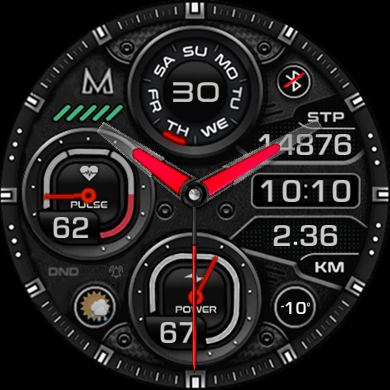 M
SA SU MO TU WE TH FR
30
STP
14876
PULSE
62
10:10
2.36
KM
DND
POWER
67
-10°